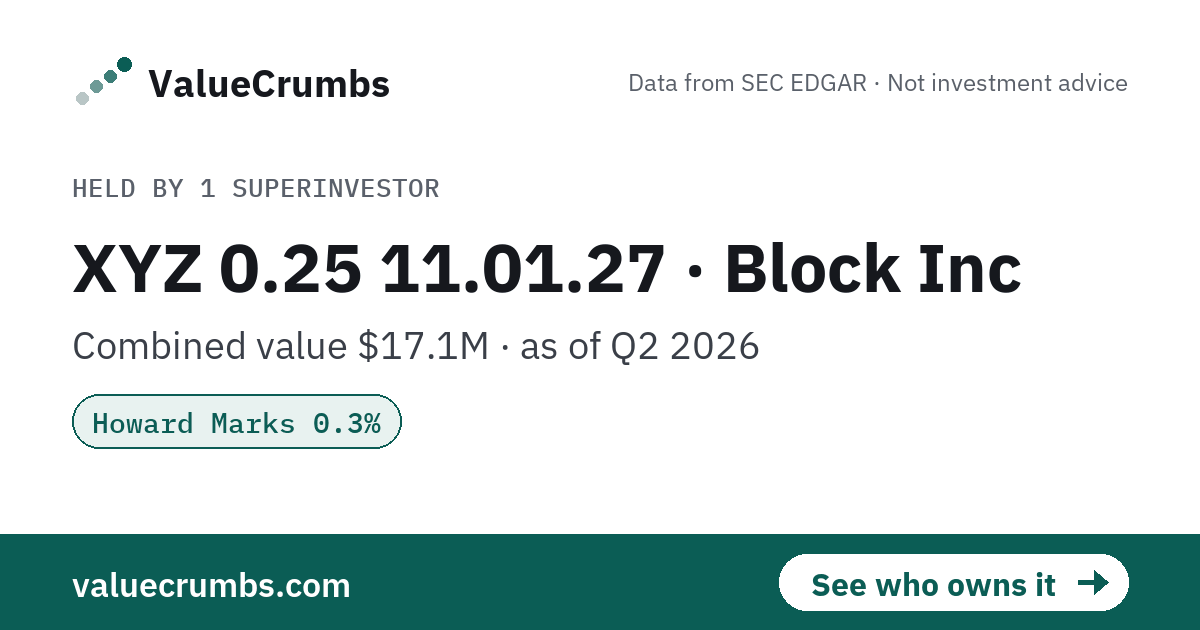 ValueCrumbs
Data from SEC EDGAR · Not investment advice
HELD BY 1 SUPERINVESTOR
XYZ 0.25 11.01.27 · Block Inc
Combined value $17.1M · as of Q2 2026
Howard Marks 0.3%
valuecrumbs.com
See who owns it →